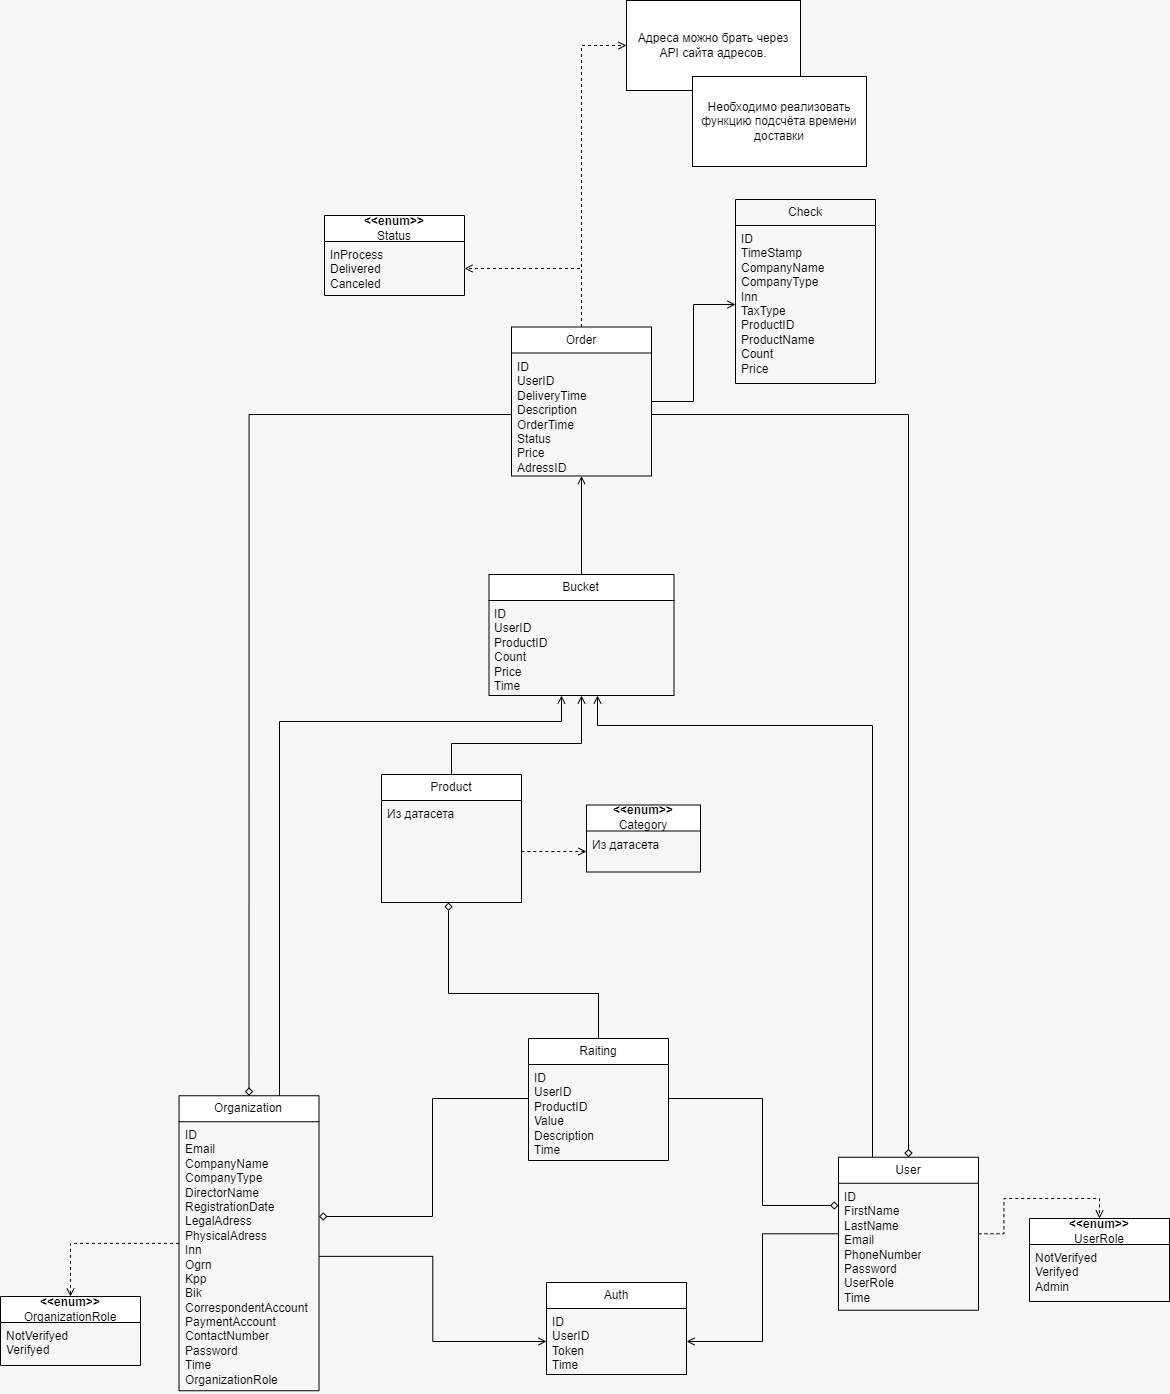 Адреса можно брать через
API сайта адресов.
Необходимо реализовать
функцию подсчёта времени
доставки
Check
ID
TimeStamp
CompanyName
CompanyType
Inn
TaxType
ProductID
ProductName
Count
Price
<<enum>>
Status
InProcess
Delivered
Canceled
Order
ID
UserID
DeliveryTime
Description
OrderTime
Status
Price
AdressID
Bucket
ID
UserID
ProductID
Count
Price
Time
Product
Из датасета
<<enum>>
Category
Из датасета
Raiting
ID
UserID
ProductID
Value
Description
Time
Organization
ID
Email
CompanyName
CompanyType
DirectorName
RegistrationDate
LegalAdress
PhysicalAdress
Inn
Ogrn
Kpp
Bik
CorrespondentAccount
PaymentAccount
ContactNumber
Password
Time
OrganizationRole
User
ID
FirstName
LastName
Email
PhoneNumber
Password
UserRole
Time
<<enum>>
UserRole
NotVerifyed
Verifyed
Admin
Auth
ID
UserID
Token
Time
<<enum>>
OrganizationRole
NotVerifyed
Verifyed